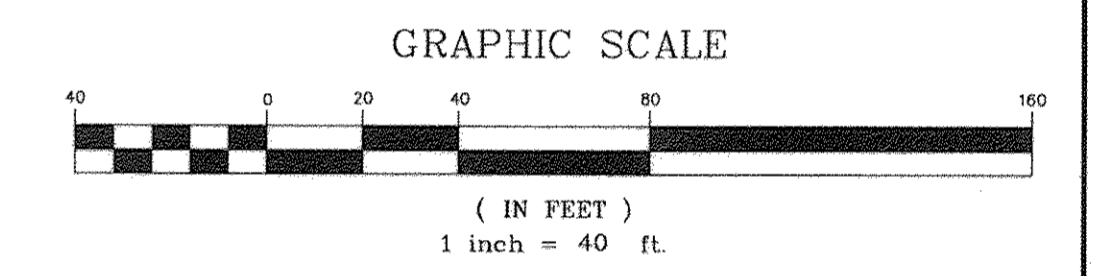 GRAPHIC SCALE
40 0 20 40 80 160
( IN FEET )
1 inch = 40 ft.